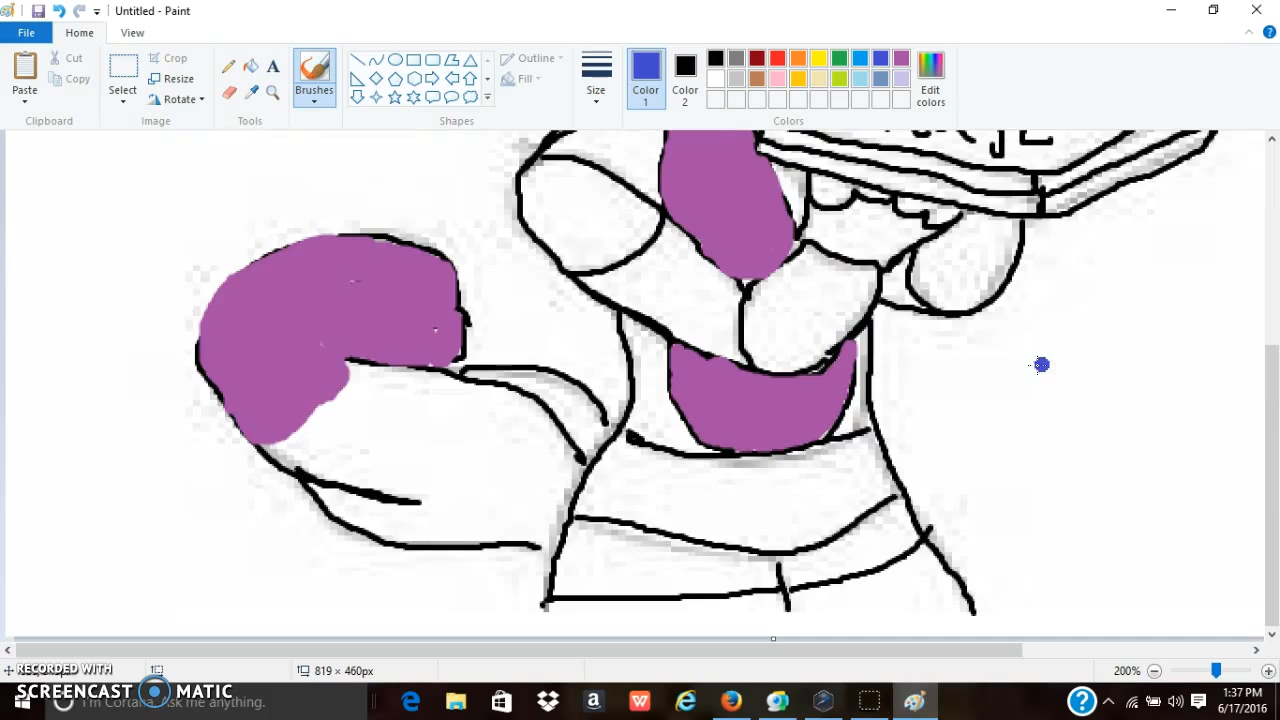 Untitled - Paint
File Home View
Paste
Cut
Copy
Clipboard
Select
Crop
Resize
Rotate
Image
A
Tools
Brushes
Outline
Fill
Shapes
Size
Color
1
Color
2
Edit
colors
Colors
819 × 460px
200%
RECORDED WITH
SCREENCAST MATIC
I'm Cortana. Ask me anything.
1:37 PM
6/17/2016